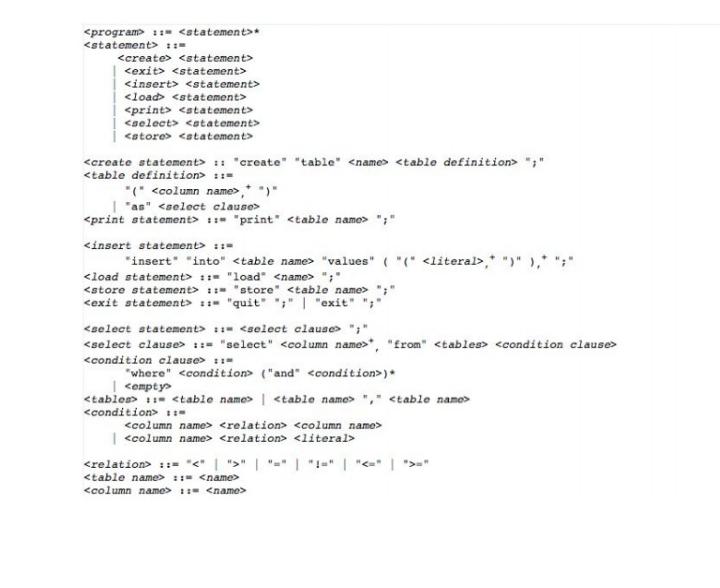 <program> ::= <statement>*
<statement> ::=
<create> <statement>
| <exit> <statement>
| <insert> <statement>
| <load> <statement>
| <print> <statement>
| <select> <statement>
| <store> <statement>
<create statement> :: "create" "table" <name> <table definition> ";"
<table definition> ::=
"(" <column name>,+ ")"
| "as" <select clause>
<print statement> ::= "print" <table name> ";"
<insert statement> ::=
"insert" "into" <table name> "values" ( "(" <literal>,+ ")" ),+ ";"
<load statement> ::= "load" <name> ";"
<store statement> ::= "store" <table name> ";"
<exit statement> ::= "quit" ";" | "exit" ";"
<select statement> ::= <select clause> ";"
<select clause> ::= "select" <column name>+, "from" <tables> <condition clause>
<condition clause> ::=
"where" <condition> ("and" <condition>)*
| <empty>
<tables> ::= <table name> | <table name> "," <table name>
<condition> ::=
<column name> <relation> <column name>
| <column name> <relation> <literal>
<relation> ::= "<" | ">" | "=" | "!=" | "<=" | ">="
<table name> ::= <name>
<column name> ::= <name>